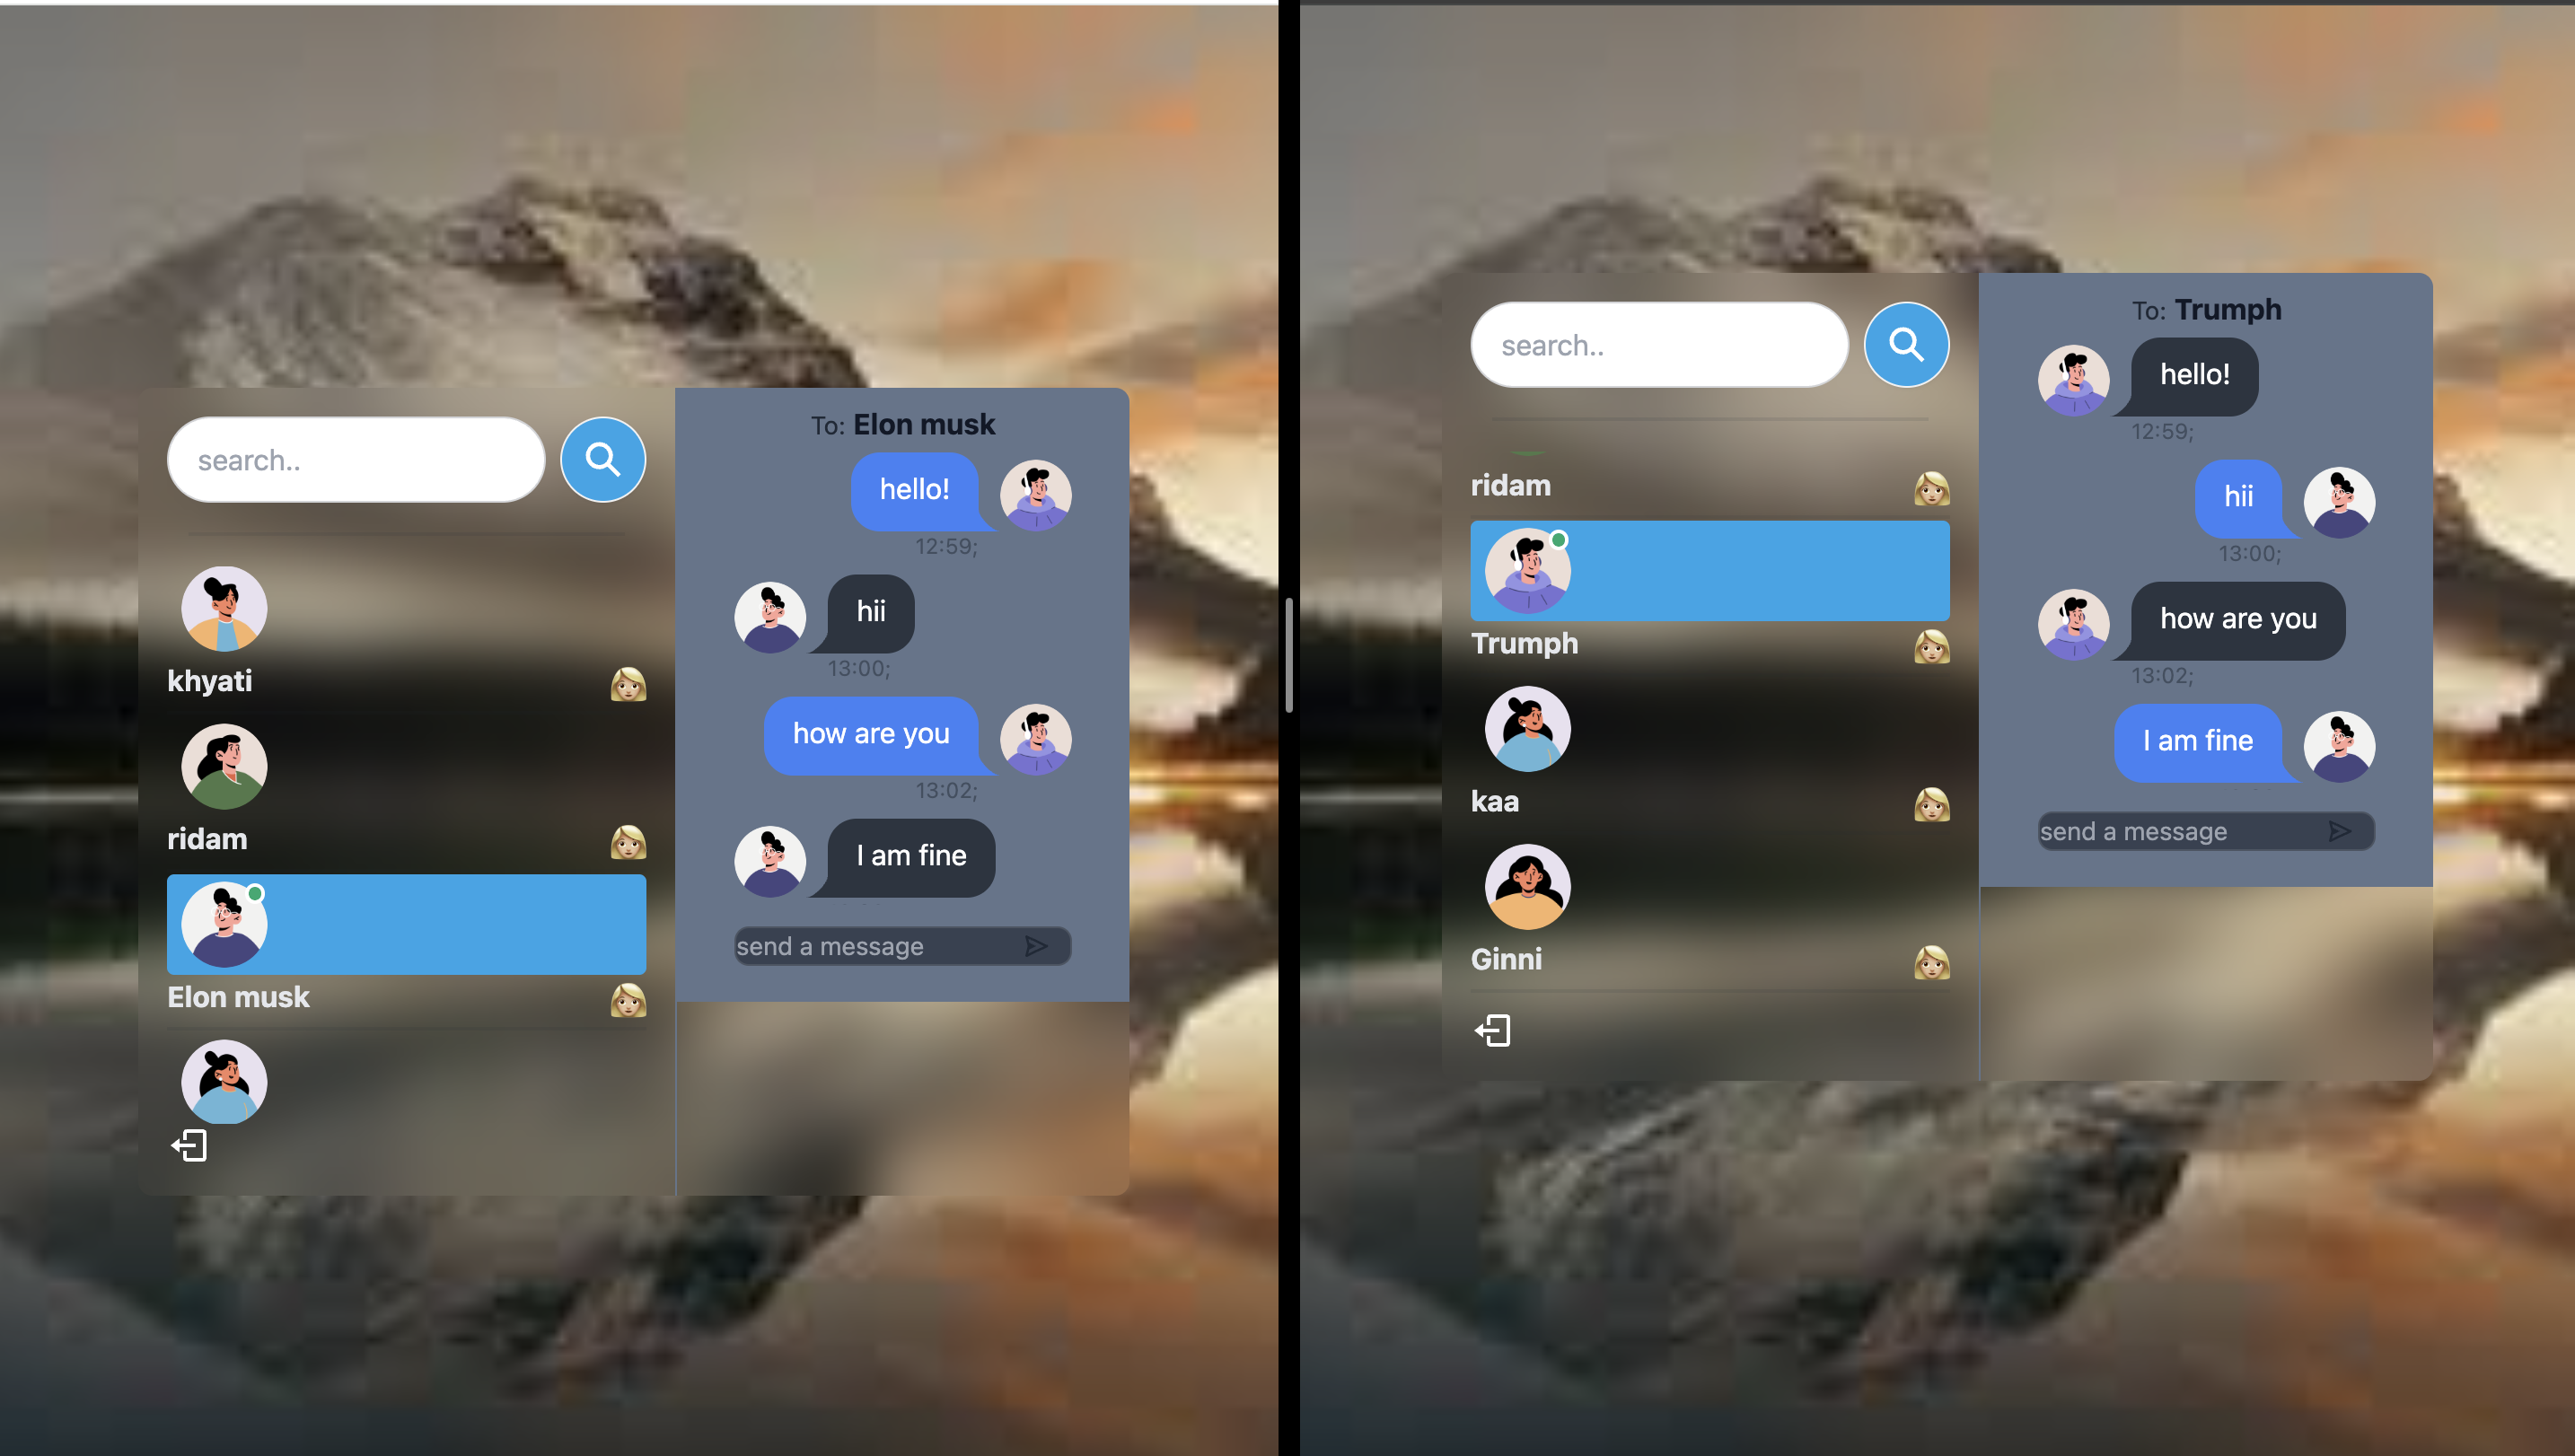 search..
khyati
ridam
Elon musk
To: Elon musk
hello!
12:59;
hii
13:00;
how are you
13:02;
I am fine
send a message
search..
ridam
Trumph
kaa
Ginni
To: Trumph
hello!
12:59;
hii
13:00;
how are you
13:02;
I am fine
send a message